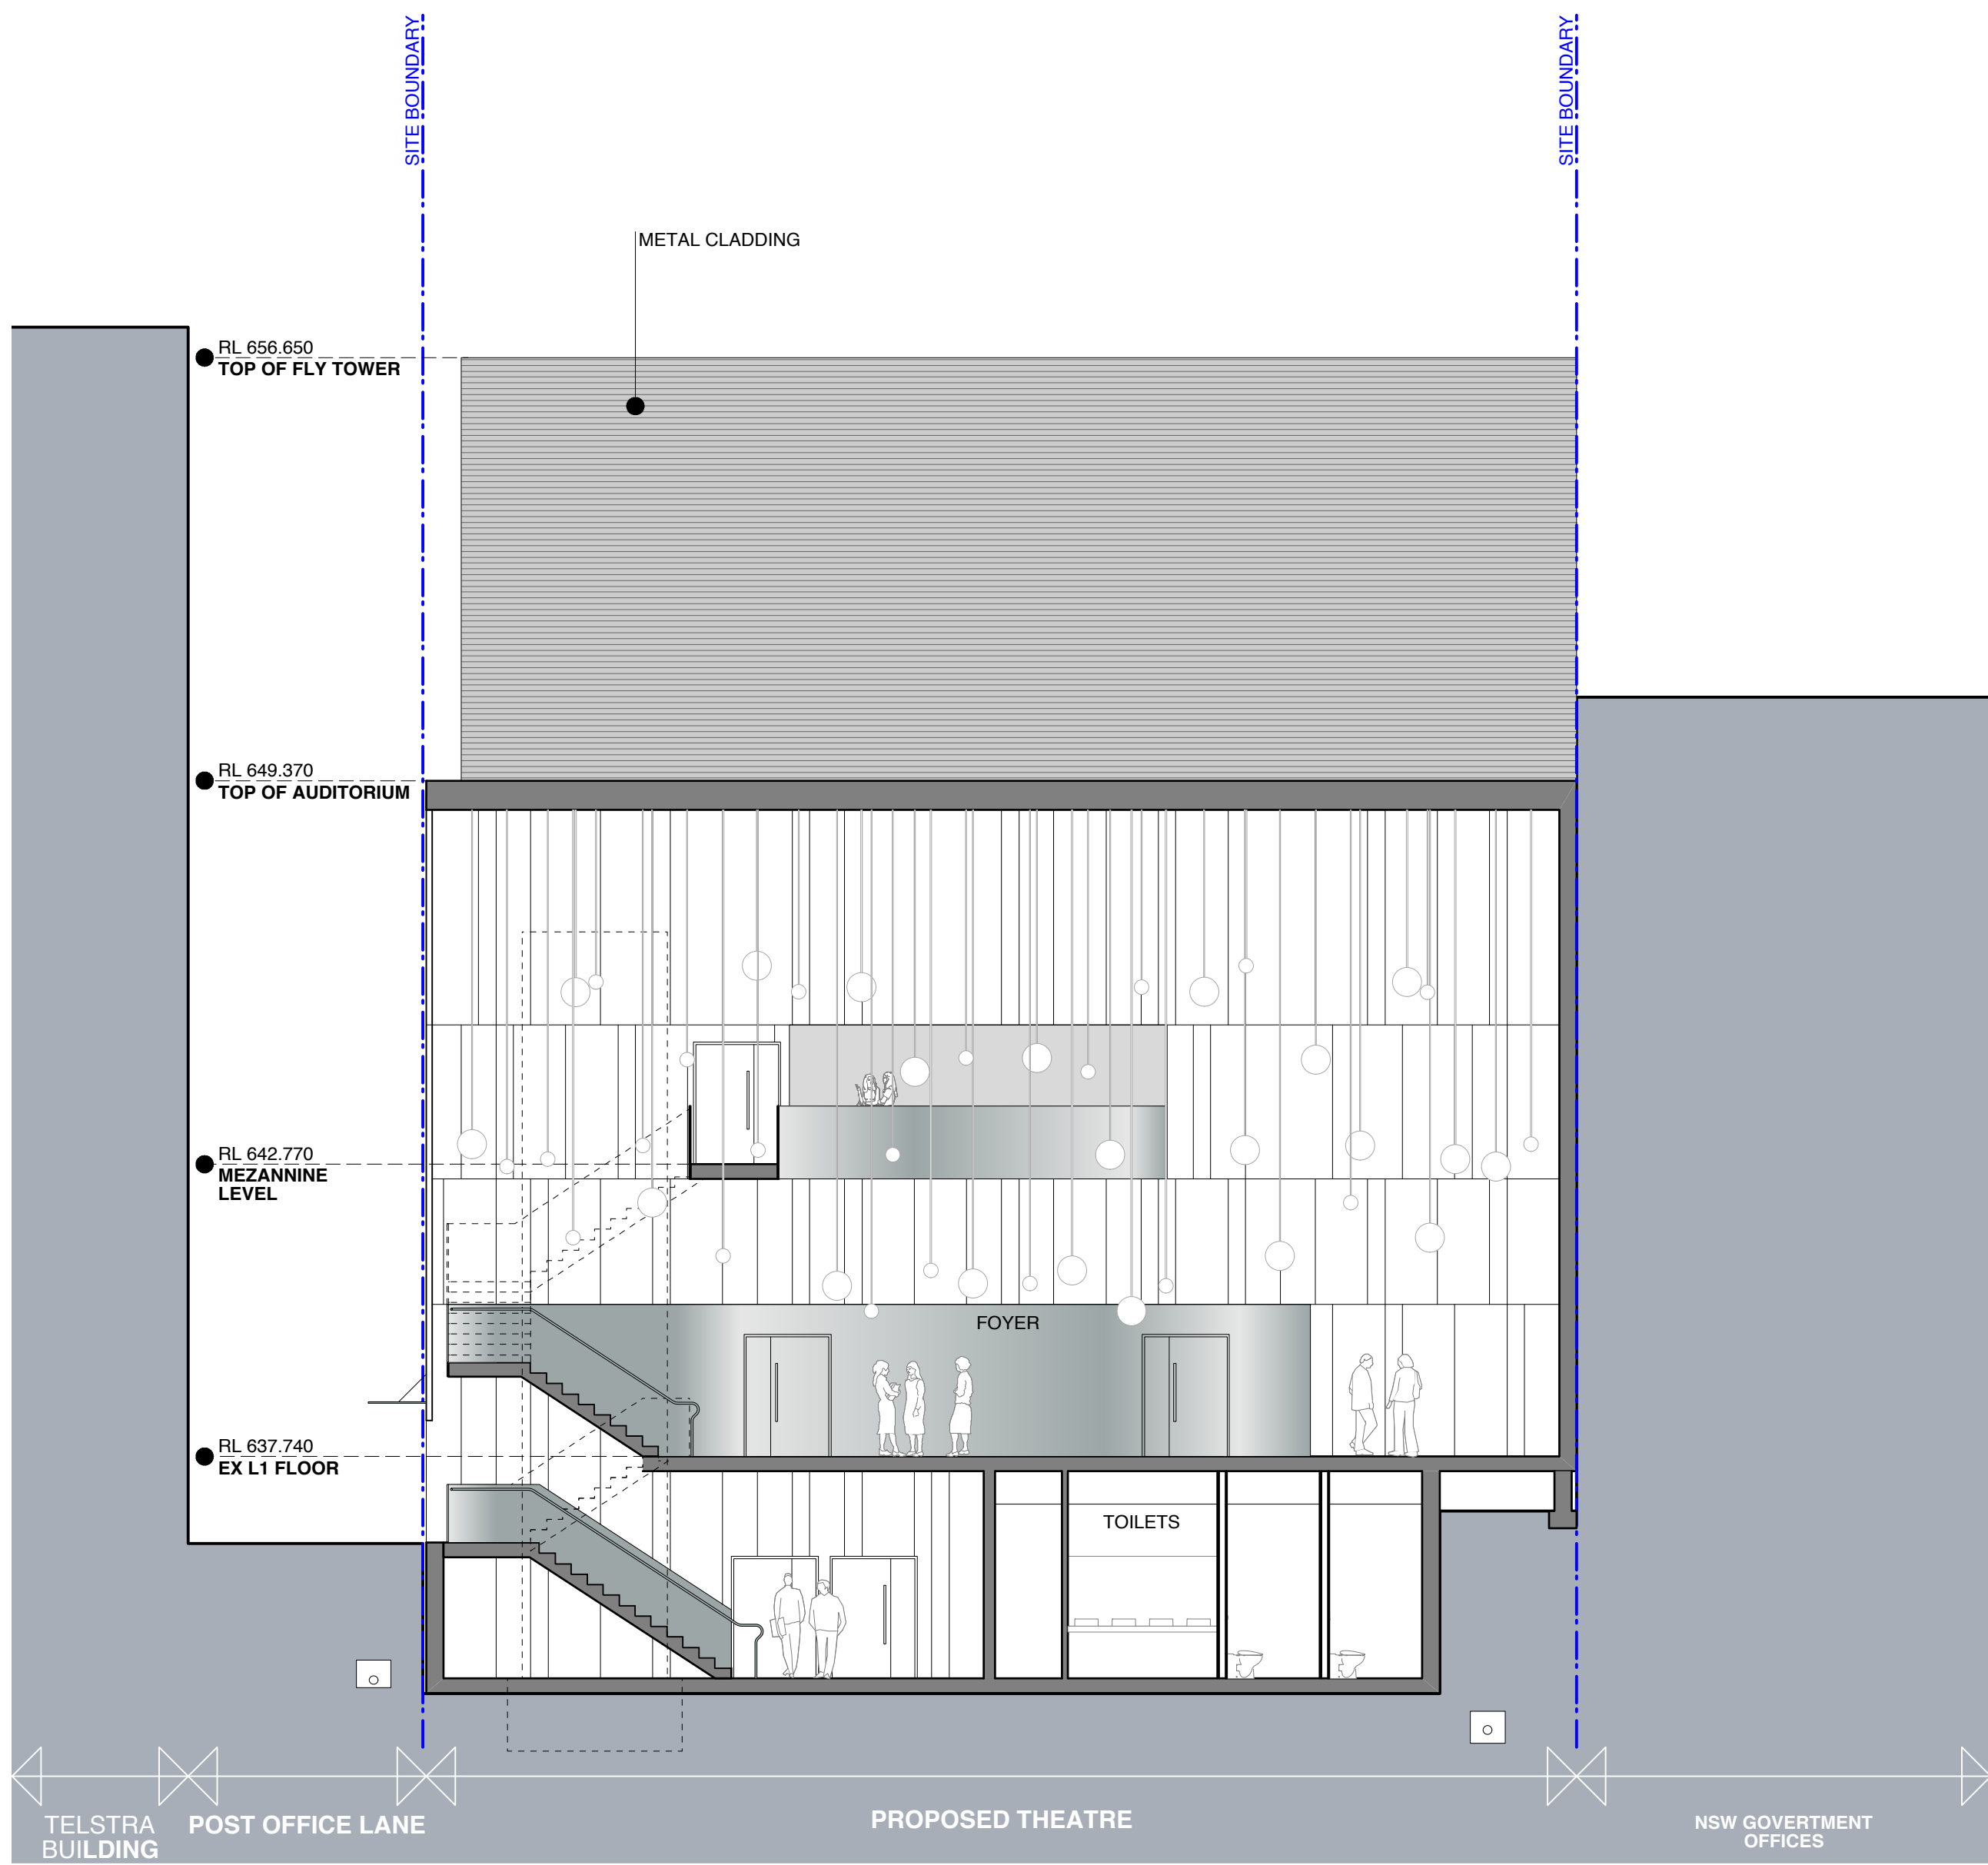 SITE BOUNDARY
SITE BOUNDARY
METAL CLADDING
RL 656.650
TOP OF FLY TOWER
RL 649.370
TOP OF AUDITORIUM
RL 642.770
MEZANNINE
LEVEL
FOYER
RL 637.740
EX L1 FLOOR
TOILETS
TELSTRA
BUILDING
POST OFFICE LANE
PROPOSED THEATRE
NSW GOVERTMENT
OFFICES